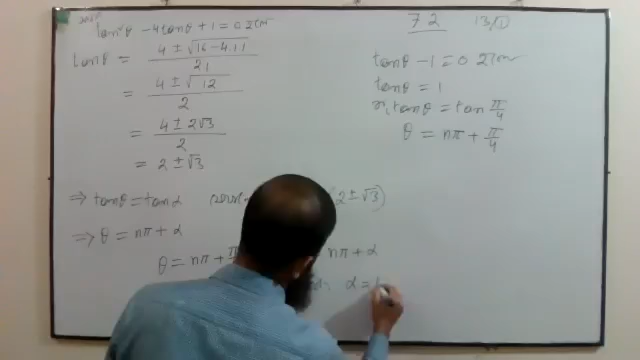 tan²θ - 4tanθ + 1 = 0
tanθ = (4 ± √(16 - 4.1.1))/2.1
= (4 ± √12)/2
= (4 ± 2√3)/2
= 2 ± √3
⇒ tanθ = tanα (2 ± √3)
⇒ θ = nπ + α
θ = nπ + nπ + α
α =
72 13/①
tanθ - 1 = 0
tanθ = 1
tanθ = tan π/4
θ = nπ + π/4